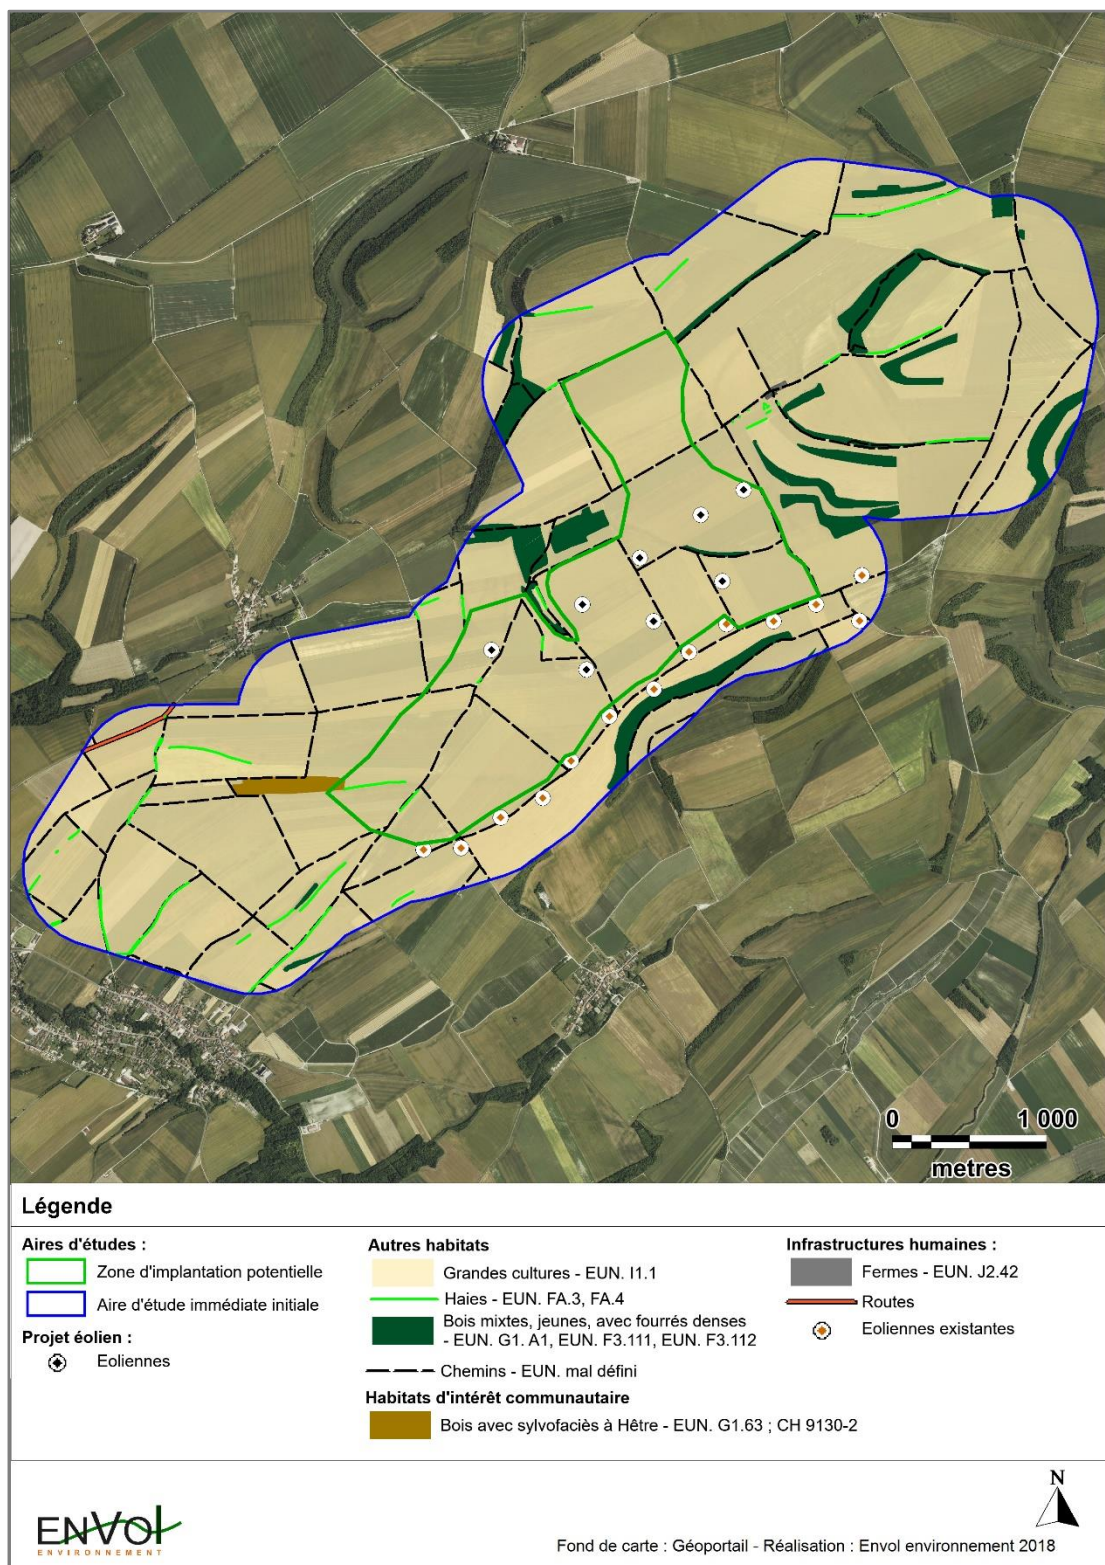 0 1 000
metres
Légende
Aires d'études :
Zone d'implantation potentielle
Aire d'étude immédiate initiale
Projet éolien :
Eoliennes
Autres habitats
Grandes cultures - EUN. I1.1
Haies - EUN. FA.3, FA.4
Bois mixtes, jeunes, avec fourrés denses
- EUN. G1. A1, EUN. F3.111, EUN. F3.112
Chemins - EUN. mal défini
Habitats d'intérêt communautaire
Bois avec sylvofaciès à Hêtre - EUN. G1.63 ; CH 9130-2
Infrastructures humaines :
Fermes - EUN. J2.42
Routes
Eoliennes existantes
N
ENVOl
ENVIRONNEMENT
Fond de carte : Géoportail - Réalisation : Envol environnement 2018